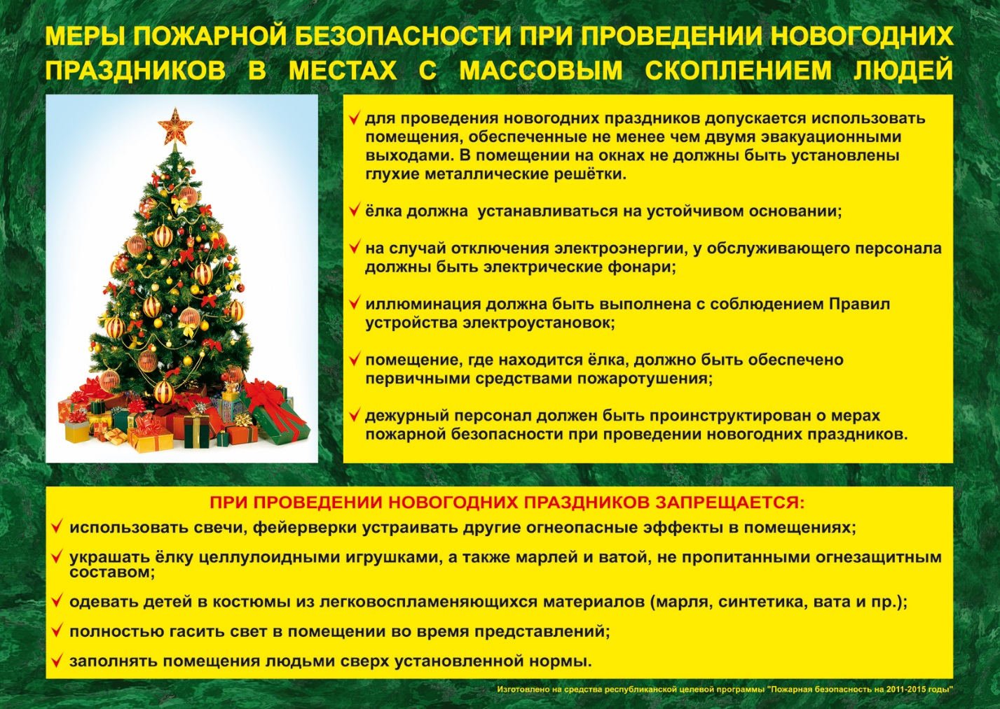 МЕРЫ ПОЖАРНОЙ БЕЗОПАСНОСТИ ПРИ ПРОВЕДЕНИИ НОВОГОДНИХ
ПРАЗДНИКОВ В МЕСТАХ С МАССОВЫМ СКОПЛЕНИЕМ ЛЮДЕЙ
для проведения новогодних праздников допускается использовать
помещения, обеспеченные не менее чем двумя эвакуационными
выходами. В помещении на окнах не должны быть установлены
глухие металлические решётки.
ёлка должна устанавливаться на устойчивом основании;
на случай отключения электроэнергии, у обслуживающего персонала
должны быть электрические фонари;
иллюминация должна быть выполнена с соблюдением Правил
устройства электроустановок;
помещение, где находится ёлка, должно быть обеспечено
первичными средствами пожаротушения;
дежурный персонал должен быть проинструктирован о мерах
пожарной безопасности при проведении новогодних праздников.
ПРИ ПРОВЕДЕНИИ НОВОГОДНИХ ПРАЗДНИКОВ ЗАПРЕЩАЕТСЯ:
использовать свечи, фейерверки устраивать другие огнеопасные эффекты в помещениях;
украшать ёлку целлулоидными игрушками, а также марлей и ватой, не пропитанными огнезащитным
составом;
одевать детей в костюмы из легковоспламеняющихся материалов (марля, синтетика, вата и пр.);
полностью гасить свет в помещении во время представлений;
заполнять помещения людьми сверх установленной нормы.
Изготовлено на средства республиканской целевой программы "Пожарная безопасность на 2011-2015 годы"